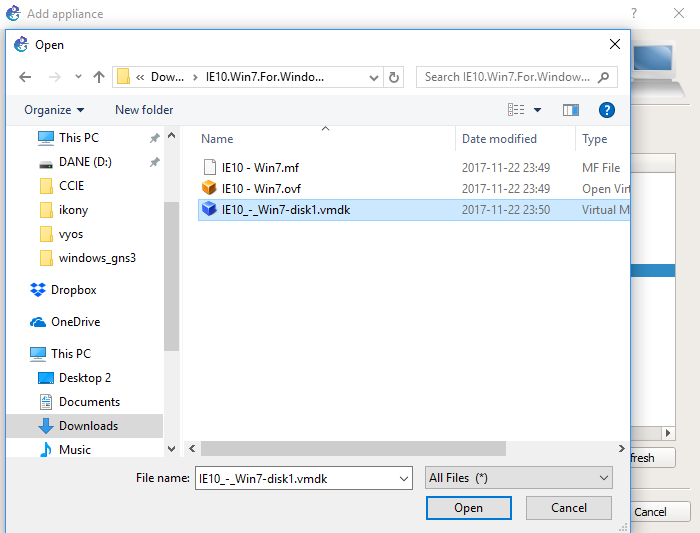 Add appliance ?
Open
« Dow... > IE10.Win7.For.Windo... Search IE10.Win7.For.Window...
Organize New folder ?
This PC
DANE (D:)
CCIE
ikony
vyos
windows_gns3
Dropbox
OneDrive
This PC
Desktop 2
Documents
Downloads
Music
Name Date modified Type
IE10 - Win7.mf 2017-11-22 23:49 MF File
IE10 - Win7.ovf 2017-11-22 23:49 Open Virt
IE10_-_Win7-disk1.vmdk 2017-11-22 23:50 Virtual M
File name: IE10_-_Win7-disk1.vmdk All Files (*)
Open Cancel
fresh
Cancel